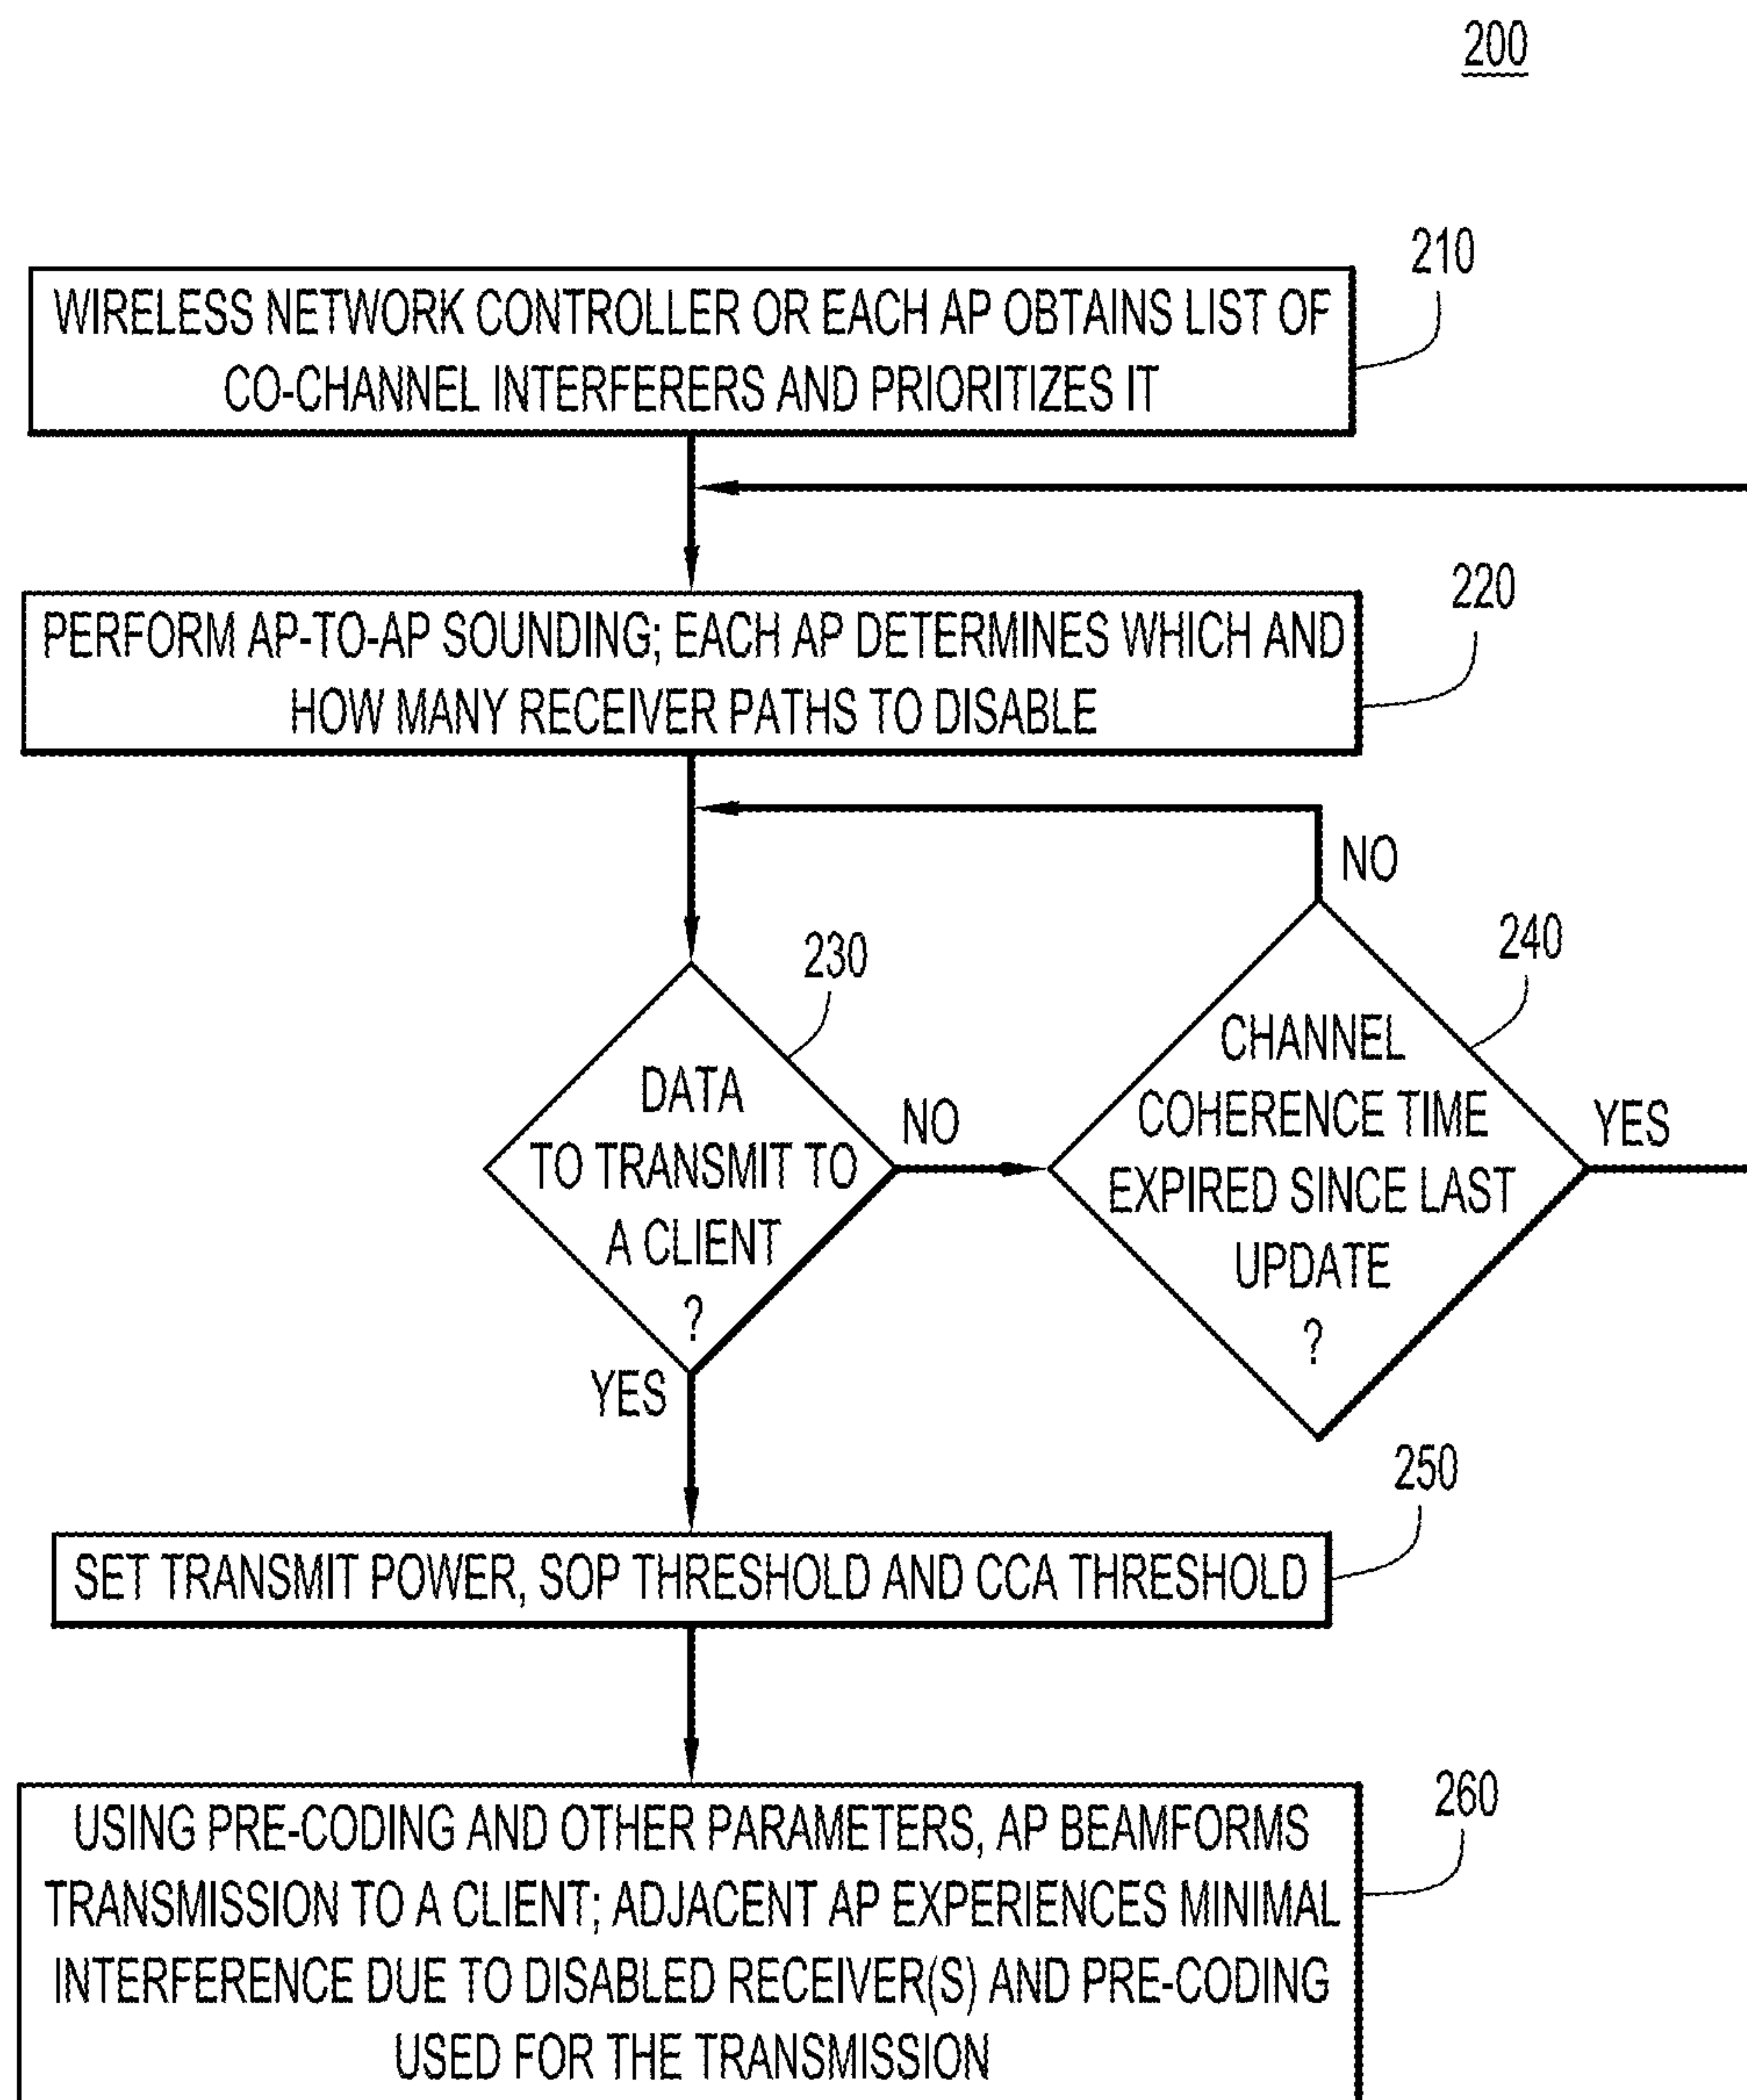 200
210
WIRELESS NETWORK CONTROLLER OR EACH AP OBTAINS LIST OF
CO-CHANNEL INTERFERERS AND PRIORITIZES IT
220
PERFORM AP-TO-AP SOUNDING; EACH AP DETERMINES WHICH AND
HOW MANY RECEIVER PATHS TO DISABLE
NO
230
240
DATA
TO TRANSMIT TO
A CLIENT
?
NO
CHANNEL
COHERENCE TIME
EXPIRED SINCE LAST
UPDATE
?
YES
YES
250
SET TRANSMIT POWER, SOP THRESHOLD AND CCA THRESHOLD
260
USING PRE-CODING AND OTHER PARAMETERS, AP BEAMFORMS
TRANSMISSION TO A CLIENT; ADJACENT AP EXPERIENCES MINIMAL
INTERFERENCE DUE TO DISABLED RECEIVER(S) AND PRE-CODING
USED FOR THE TRANSMISSION